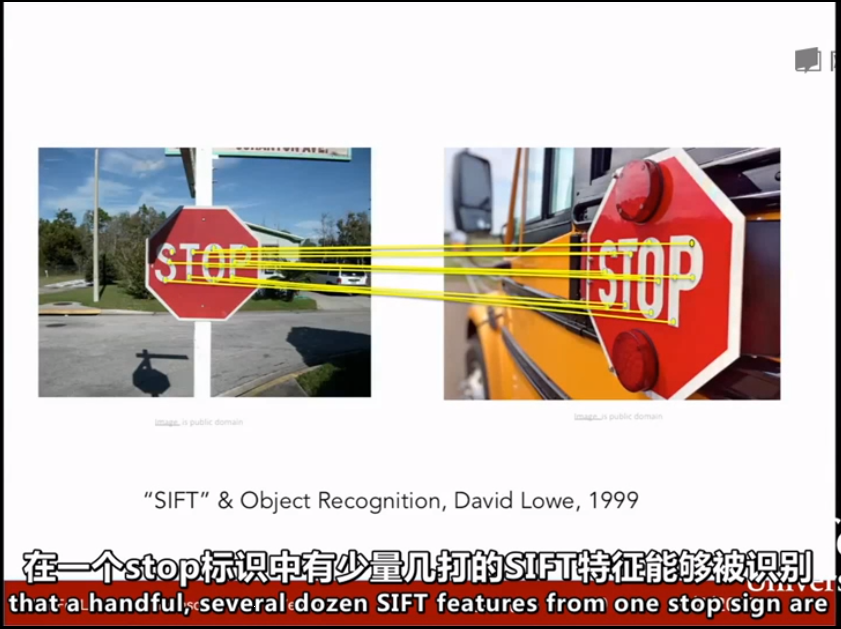 STOP
STOP
Image is public domain
Image is public domain
“SIFT” & Object Recognition, David Lowe, 1999
在一个stop标识中有少量几打的SIFT特征能够被识别
that a handful, several dozen SIFT features from one stop sign are